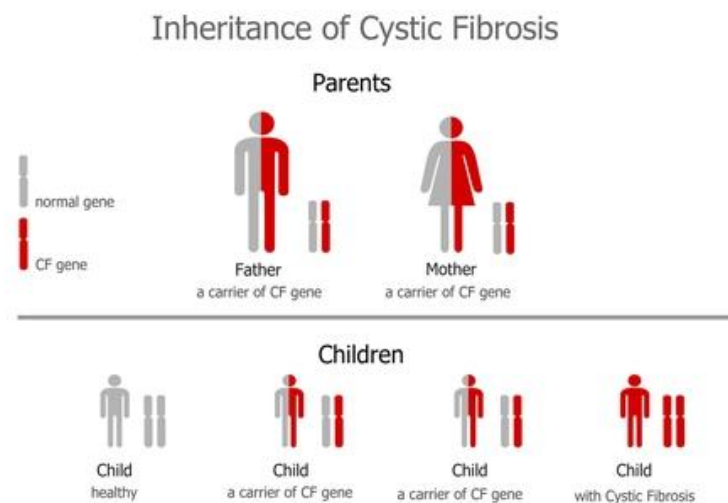 Inheritance of Cystic Fibrosis
Parents
normal gene
CF gene
Father
a carrier of CF gene
Mother
a carrier of CF gene
Children
Child
healthy
Child
a carrier of CF gene
Child
a carrier of CF gene
Child
with Cystic Fibrosis